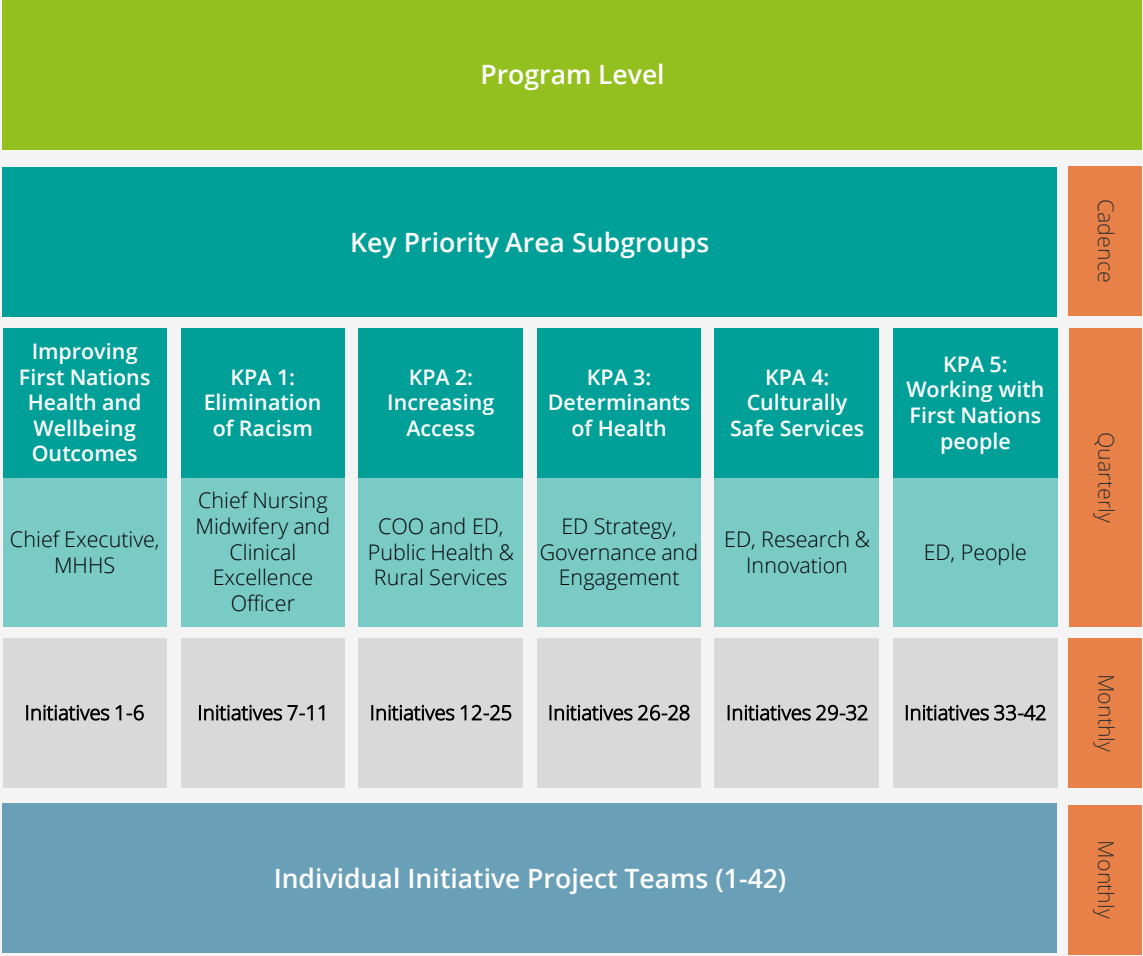 Program Level
Key Priority Area Subgroups
Cadence
Improving
First Nations
Health and
Wellbeing
Outcomes
KPA 1:
Elimination
of Racism
KPA 2:
Increasing
Access
KPA 3:
Determinants
of Health
KPA 4:
Culturally
Safe Services
KPA 5:
Working with
First Nations
people
Quarterly
Chief Executive,
MHHS
Chief Nursing
Midwifery and
Clinical
Excellence
Officer
COO and ED,
Public Health &
Rural Services
ED Strategy,
Governance and
Engagement
ED, Research &
Innovation
ED, People
Initiatives 1-6
Initiatives 7-11
Initiatives 12-25
Initiatives 26-28
Initiatives 29-32
Initiatives 33-42
Monthly
Individual Initiative Project Teams (1-42)
Monthly